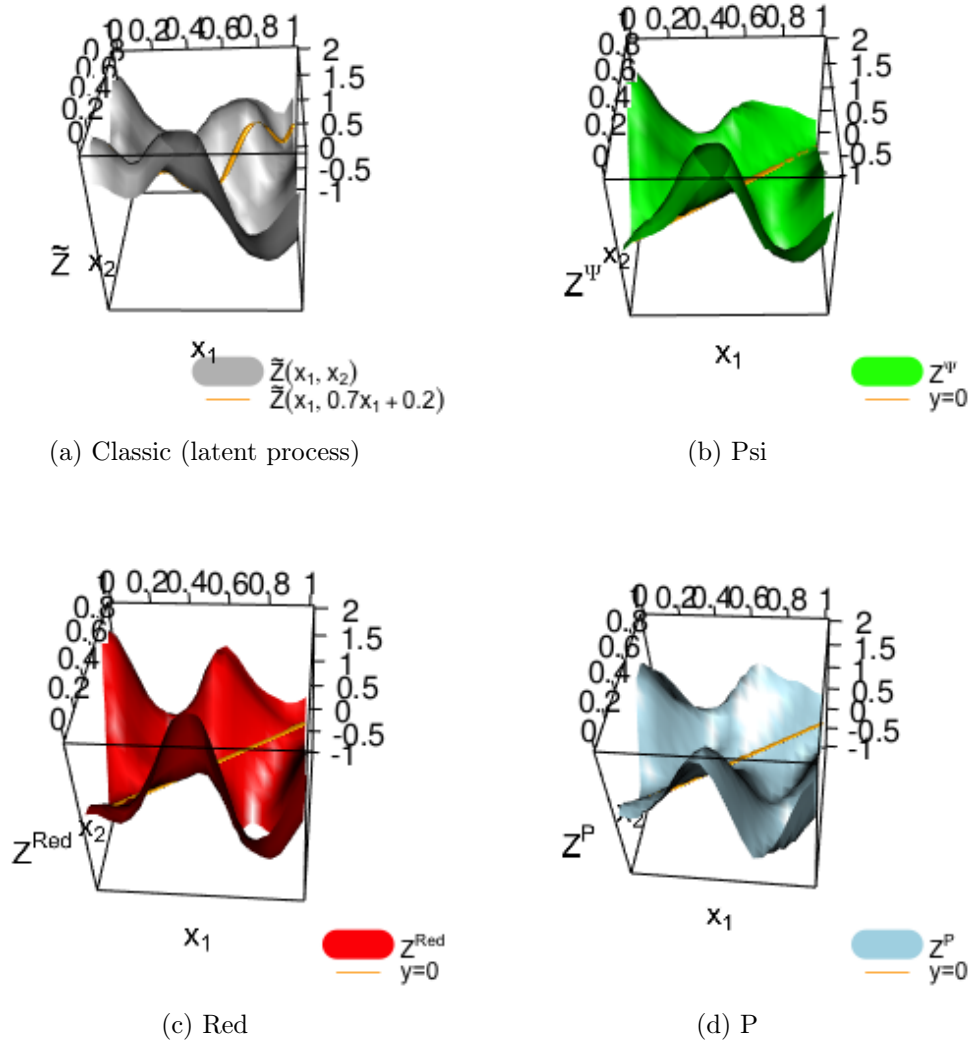 0 0.2 0.4 0.6 0.8 1
0 0.2 0.4 0.6 0.8 1
2 1.5 1 0.5 0 -0.5 -1
Z̃
x₂
x₁
Z̃(x₁, x₂)
Z̃(x₁, 0.7x₁ + 0.2)
(a) Classic (latent process)
0 0.2 0.4 0.6 0.8 1
0 0.2 0.4 0.6 0.8 1
2 1.5 1 0.5 0 -0.5 -1
Z^Ψ
x₂
x₁
Z^Ψ
y=0
(b) Psi
0 0.2 0.4 0.6 0.8 1
0 0.2 0.4 0.6 0.8 1
2 1.5 1 0.5 0 -0.5 -1
Z^Red
x₂
x₁
Z^Red
y=0
(c) Red
0 0.2 0.4 0.6 0.8 1
0 0.2 0.4 0.6 0.8 1
2 1.5 1 0.5 0 -0.5 -1
Z^P
x₂
x₁
Z^P
y=0
(d) P